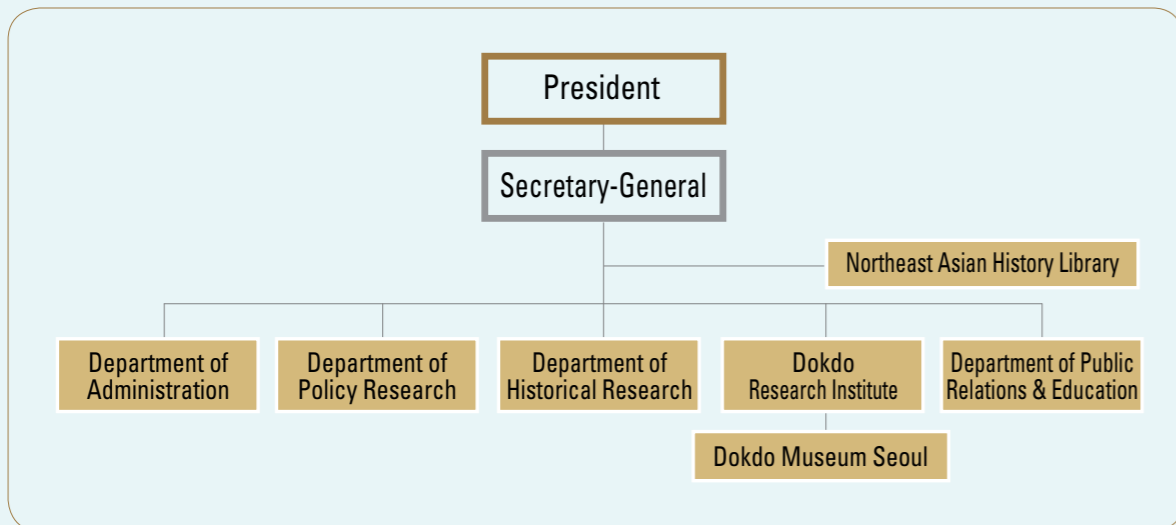 President
Secretary-General
Northeast Asian History Library
Department of
Administration
Department of
Policy Research
Department of
Historical Research
Dokdo
Research Institute
Department of Public
Relations & Education
Dokdo Museum Seoul